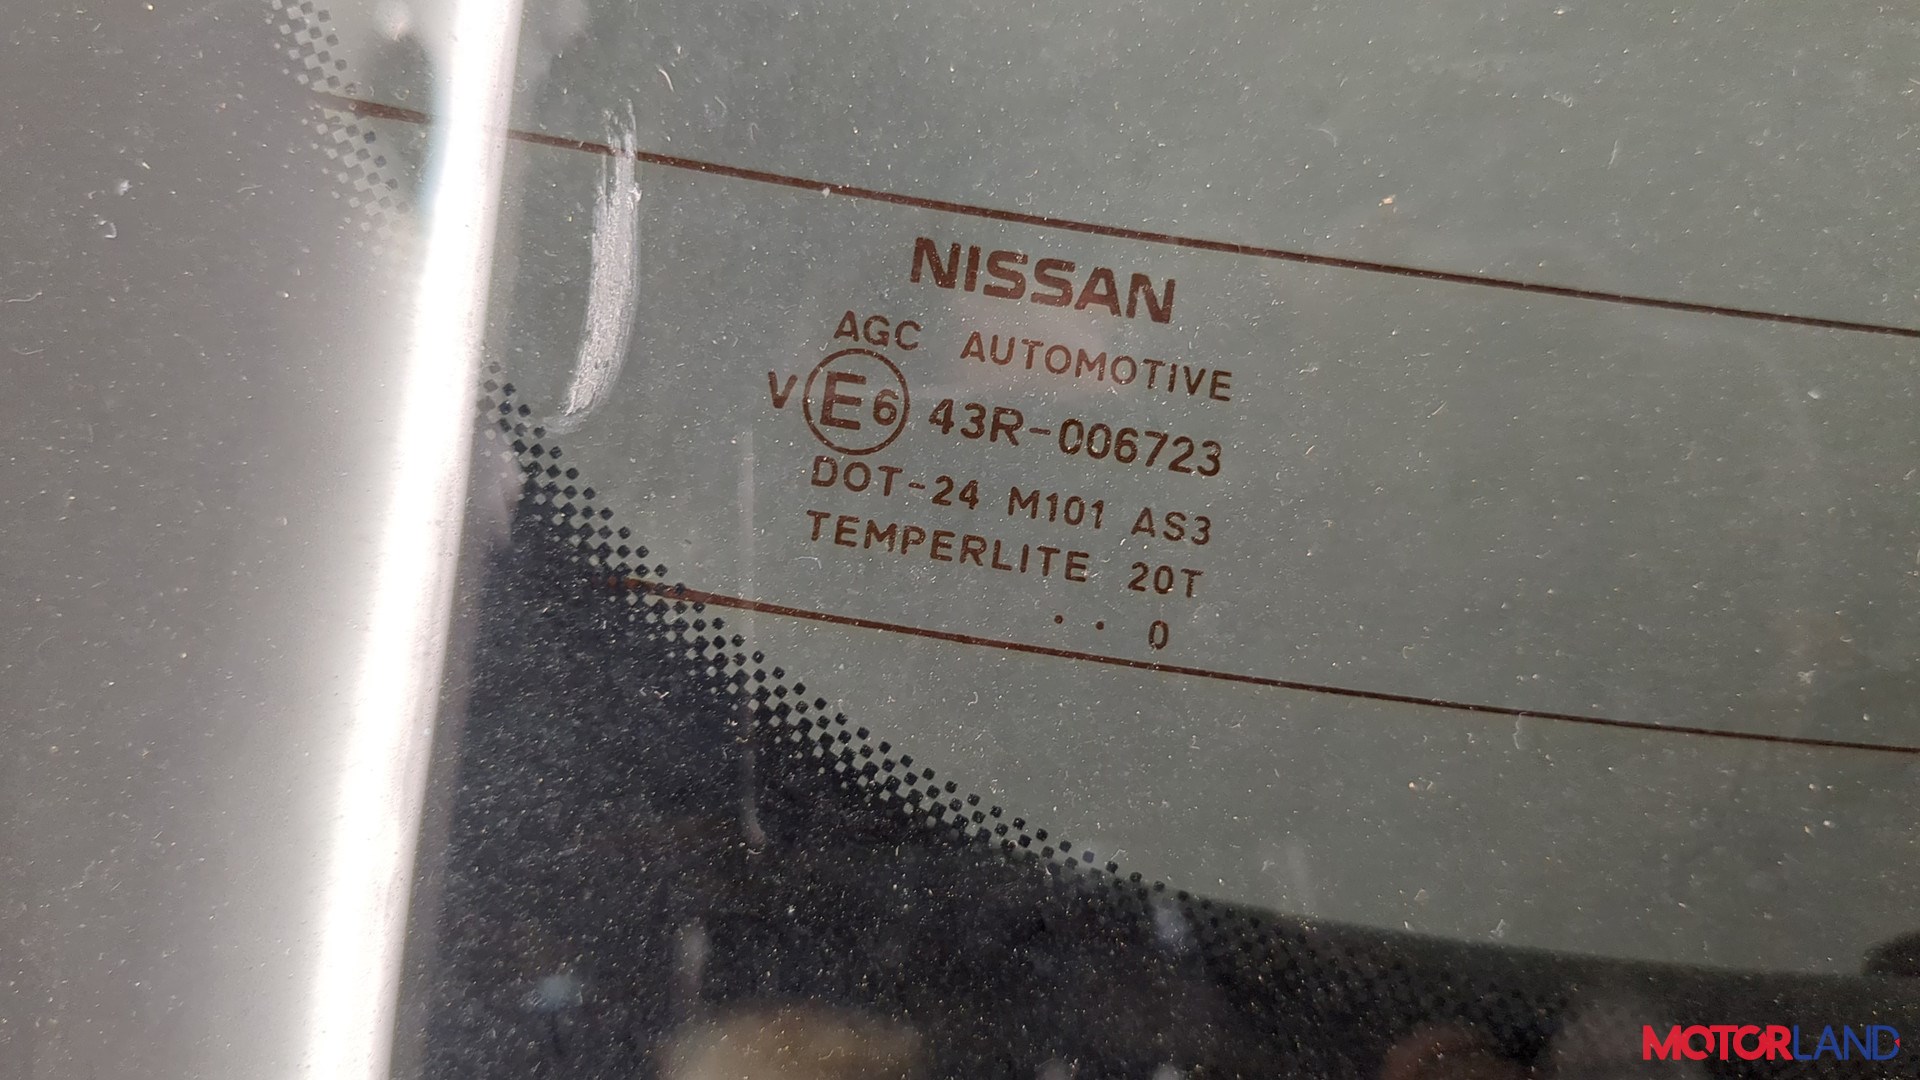 NISSAN
AGC AUTOMOTIVE
V E6 43R-006723
DOT-24 M101 AS3
TEMPERLITE 20T
. . 0
MOTORLAND